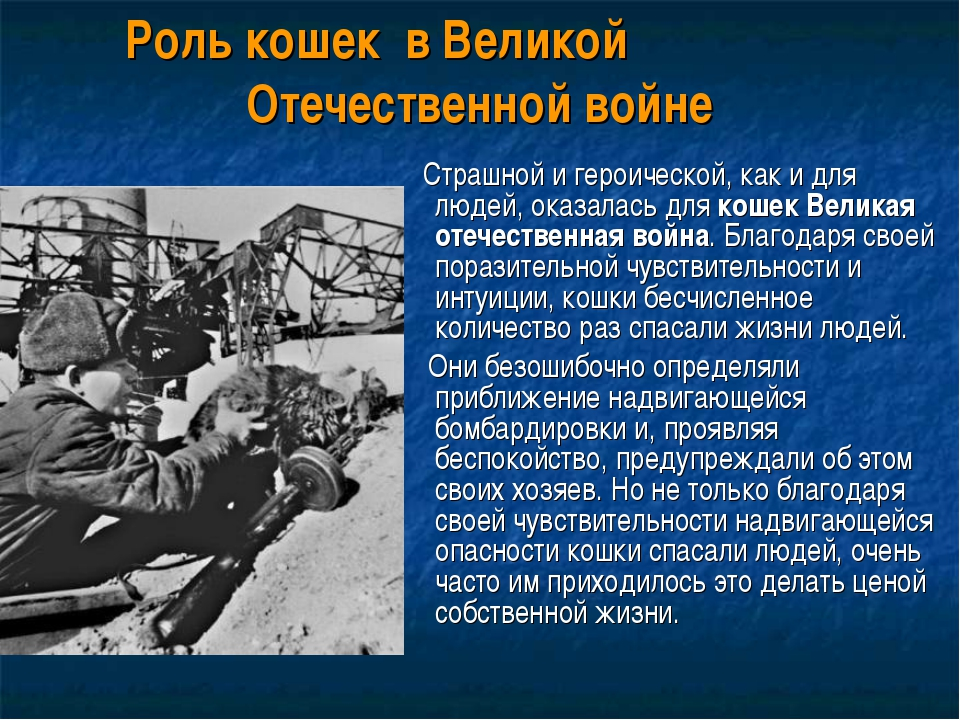 Роль кошек в Великой
Отечественной войне
Страшной и героической, как и для
людей, оказалась для кошек Великая
отечественная война. Благодаря своей
поразительной чувствительности и
интуиции, кошки бесчисленное
количество раз спасали жизни людей.
Они безошибочно определяли
приближение надвигающейся
бомбардировки и, проявляя
беспокойство, предупреждали об этом
своих хозяев. Но не только благодаря
своей чувствительности надвигающейся
опасности кошки спасали людей, очень
часто им приходилось это делать ценой
собственной жизни.